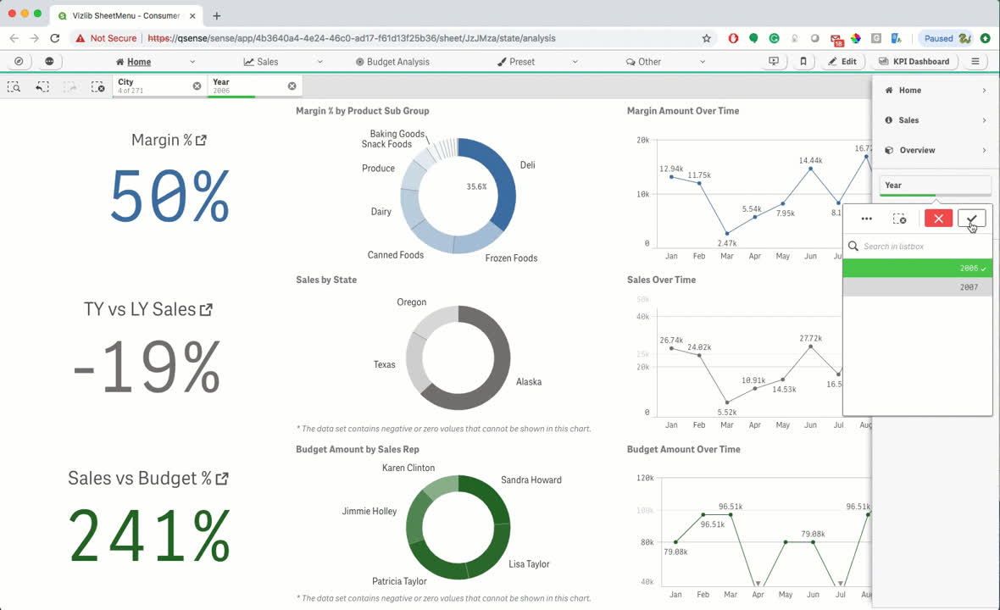 Vizlib SheetMenu - Consumer
Not Secure https://qsense/sense/app/4b3640a4-4e24-46c0-ad17-f61d13f25b36/sheet/JzJMza/state/analysis
18
Paused
Home
Sales
Budget Analysis
Preset
Other
Edit
KPI Dashboard
City
4 of 271
Year
2006
Home
Sales
Overview
Year
Search in listbox
2006
2007
Margin %
50%
Margin % by Product Sub Group
Baking Goods
Snack Foods
Produce
Dairy
Canned Foods
Frozen Foods
Deli
35.6%
Margin Amount Over Time
20k
10k
0
12.94k
11.75k
2.47k
5.54k
7.95k
14.44k
8.1
16.72
Jan Feb Mar Apr May Jun Ju
TY vs LY Sales
-19%
Sales by State
Oregon
Texas
Alaska
* The data set contains negative or zero values that cannot be shown in this chart.
Sales Over Time
50k
40k
25k
20k
0
26.74k
24.02k
5.52k
10.91k
14.53k
27.72k
16.5
Jan Feb Mar Apr May Jun Jul Aug
Sales vs Budget %
241%
Budget Amount by Sales Rep
Karen Clinton
Sandra Howard
Jimmie Holley
Lisa Taylor
Patricia Taylor
* The data set contains negative or zero values that cannot be shown in this chart.
Budget Amount Over Time
120k
100k
80k
40k
79.08k
96.51k
96.51k
79.08k
96.51k
Jan Feb Mar Apr May Jun Jul Aug